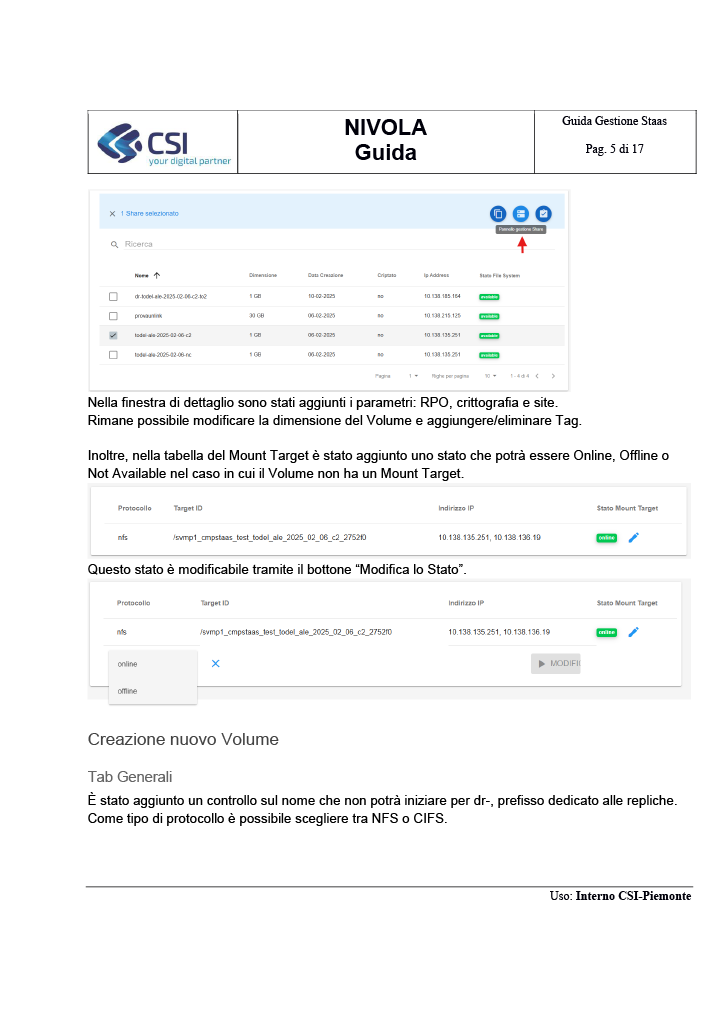 CSI
your digital partner
NIVOLA
Guida
Guida Gestione Staas
Pag. 5 di 17
1 Share selezionato
Pannello gestione Share
Ricerca
Nome Dimensione Data Creazione Criptato Ip Address Stato File System
dr-todel-ale-2025-02-06-c2-to2 1 GB 10-02-2025 no 10.138.185.164 available
provaunlink 30 GB 06-02-2025 no 10.138.215.125 available
todel-ale-2025-02-06-c2 1 GB 06-02-2025 no 10.138.135.251 available
todel-ale-2025-02-06-nc 1 GB 06-02-2025 no 10.138.135.251 available
Pagina 1 Righe per pagina 10 1 - 4 di 4
Nella finestra di dettaglio sono stati aggiunti i parametri: RPO, crittografia e site.
Rimane possibile modificare la dimensione del Volume e aggiungere/eliminare Tag.
Inoltre, nella tabella del Mount Target è stato aggiunto uno stato che potrà essere Online, Offline o
Not Available nel caso in cui il Volume non ha un Mount Target.
Protocollo Target ID Indirizzo IP Stato Mount Target
nfs /svmp1_cmpstaas_test_todel_ale_2025_02_06_c2_2752f0 10.138.135.251, 10.138.136.19 online
Questo stato è modificabile tramite il bottone “Modifica lo Stato”.
Protocollo Target ID Indirizzo IP Stato Mount Target
nfs /svmp1_cmpstaas_test_todel_ale_2025_02_06_c2_2752f0 10.138.135.251, 10.138.136.19 online
online MODIFI
offline
Creazione nuovo Volume
Tab Generali
È stato aggiunto un controllo sul nome che non potrà iniziare per dr-, prefisso dedicato alle repliche.
Come tipo di protocollo è possibile scegliere tra NFS o CIFS.
Uso: Interno CSI-Piemonte